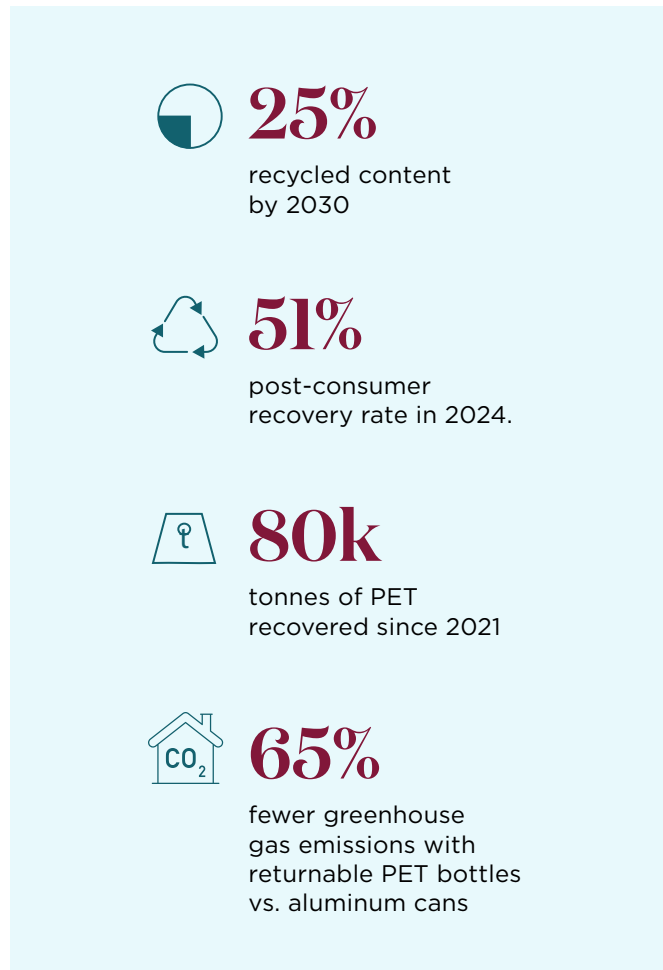 25%
recycled content
by 2030
51%
post-consumer
recovery rate in 2024.
t
80k
tonnes of PET
recovered since 2021
CO2
65%
fewer greenhouse
gas emissions with
returnable PET bottles
vs. aluminum cans